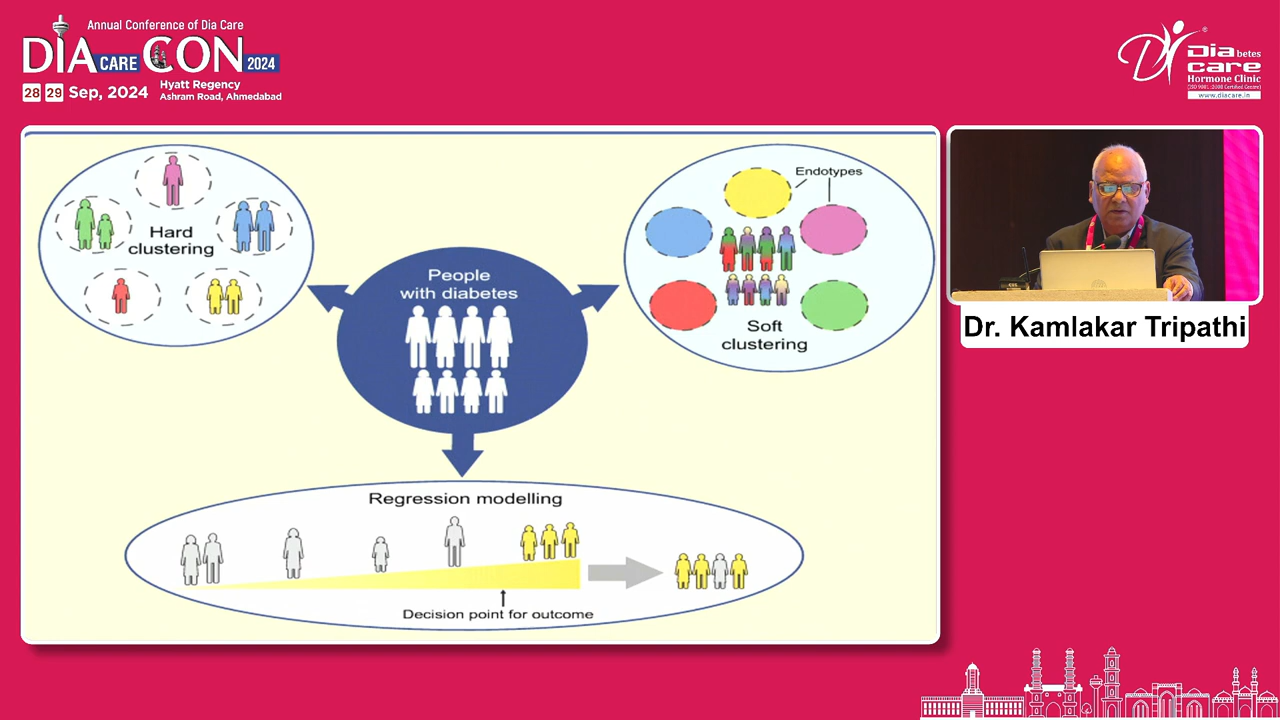 Annual Conference of Dia Care
DIA CARE CON 2024
28 29 Sep, 2024
Hyatt Regency
Ashram Road, Ahmedabad
Diabetes
care
Hormone Clinic
(ISO 9001:2008 Certified Centre)
www.diacare.in
Hard
clustering
People
with diabetes
Endotypes
Soft
clustering
Regression modelling
Decision point for outcome
Dr. Kamlakar Tripathi